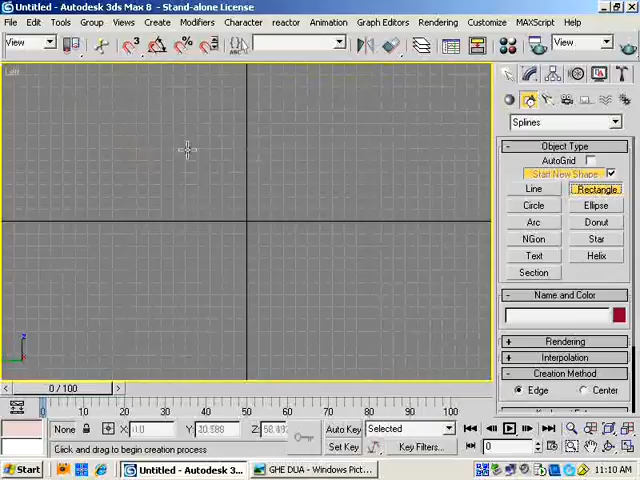 Untitled - Autodesk 3ds Max 8 - Stand-alone License
File Edit Tools Group Views Create Modifiers Character reactor Animation Graph Editors Rendering Customize MAXScript Help
View View
Left
Splines
- Object Type
AutoGrid
Start New Shape
Line Rectangle
Circle Ellipse
Arc Donut
NGon Star
Text Helix
Section
- Name and Color
+ Rendering
+ Interpolation
- Creation Method
Edge Center
z
0 / 100
0 10 20 30 40 50 60 70 80 90 100
None X: 0.0 Y: Z: Auto Key Selected
Click and drag to begin creation process Set Key Key Filters... 0
Start Untitled - Autodesk 3... GHE DUA - Windows Pict... 11:10 AM